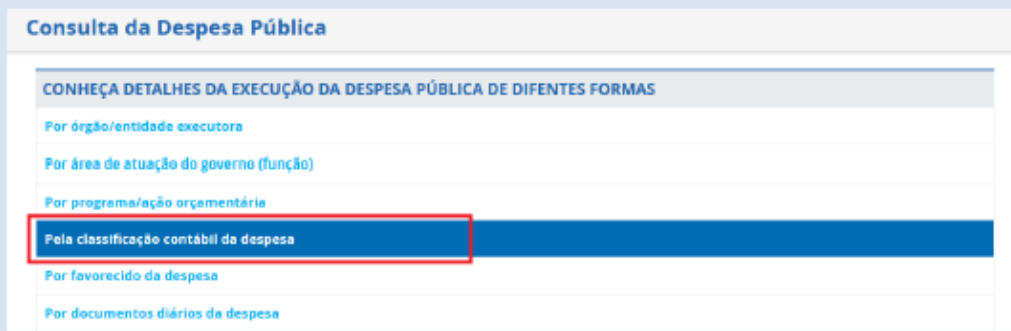 Consulta da Despesa Pública
CONHEÇA DETALHES DA EXECUÇÃO DA DESPESA PÚBLICA DE DIFENTES FORMAS
Por órgão/entidade executora
Por área de atuação do governo (função)
Por programa/ação orçamentária
Pela classificação contábil da despesa
Por favorecido da despesa
Por documentos diários da despesa